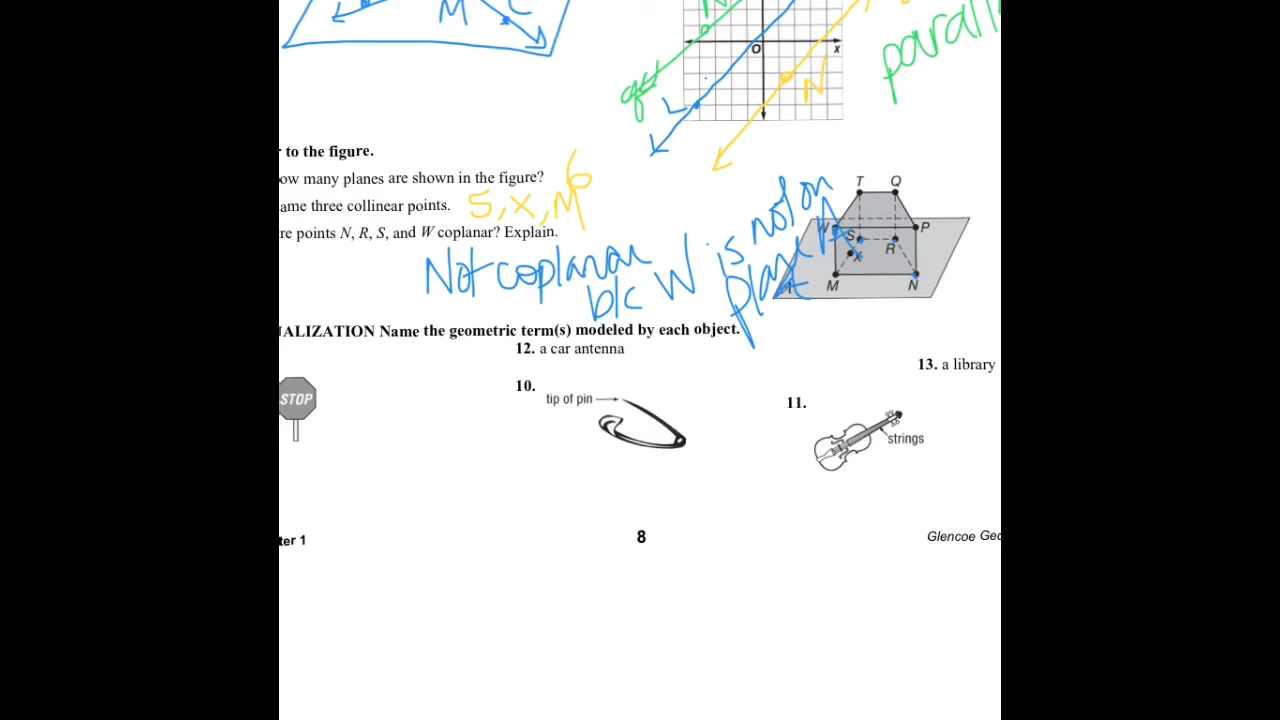 M C
O x
N
L
parall
r to the figure.
ow many planes are shown in the figure?
6
ame three collinear points.
S, X, M
re points N, R, S, and W coplanar? Explain.
Not coplanar
b/c W is not on
plane A
T Q
W S P
X R
M N
ALIZATION Name the geometric term(s) modeled by each object.
12. a car antenna
13. a library
10.
tip of pin
11.
STOP
strings
ter 1
8
Glencoe Geo